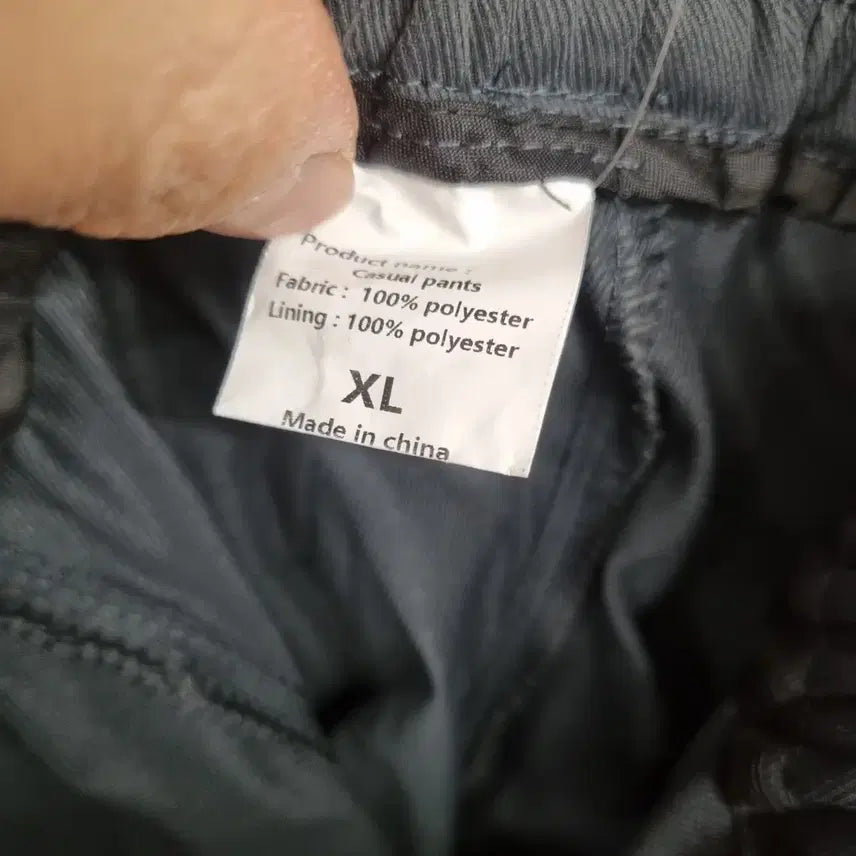 Product name :
Casual pants
Fabric : 100% polyester
Lining : 100% polyester
XL
Made in china